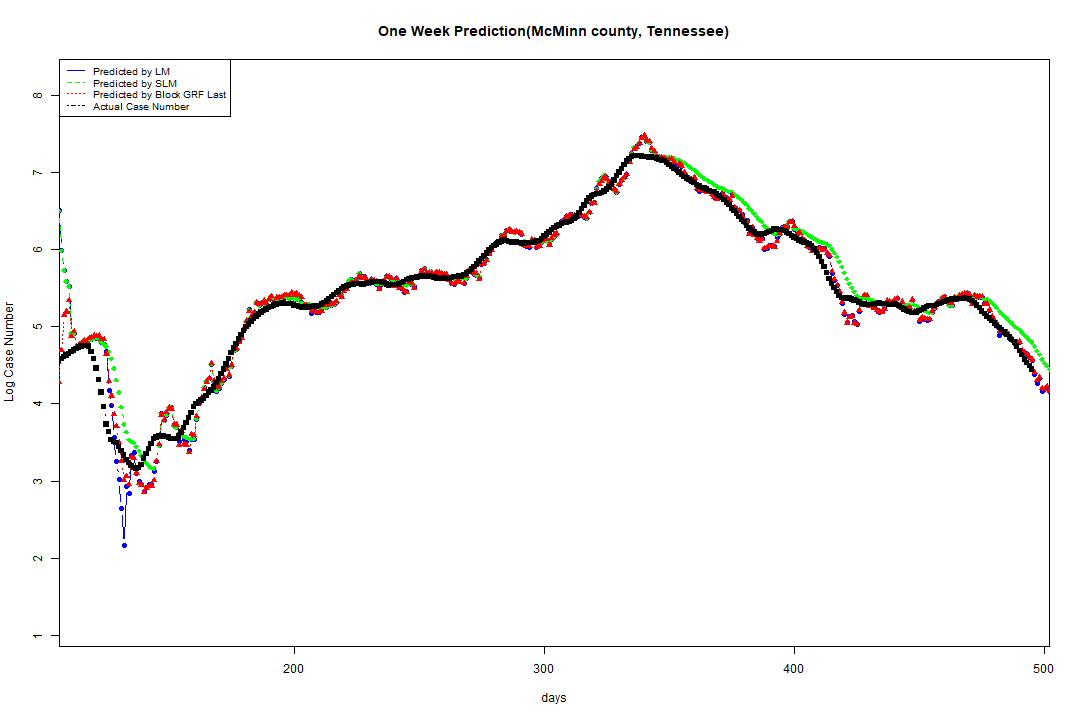 One Week Prediction(McMinn county, Tennessee)
Predicted by LM
Predicted by SLM
Predicted by Block GRF Last
Actual Case Number
8
7
6
5
4
3
2
1
Log Case Number
200
300
400
500
days